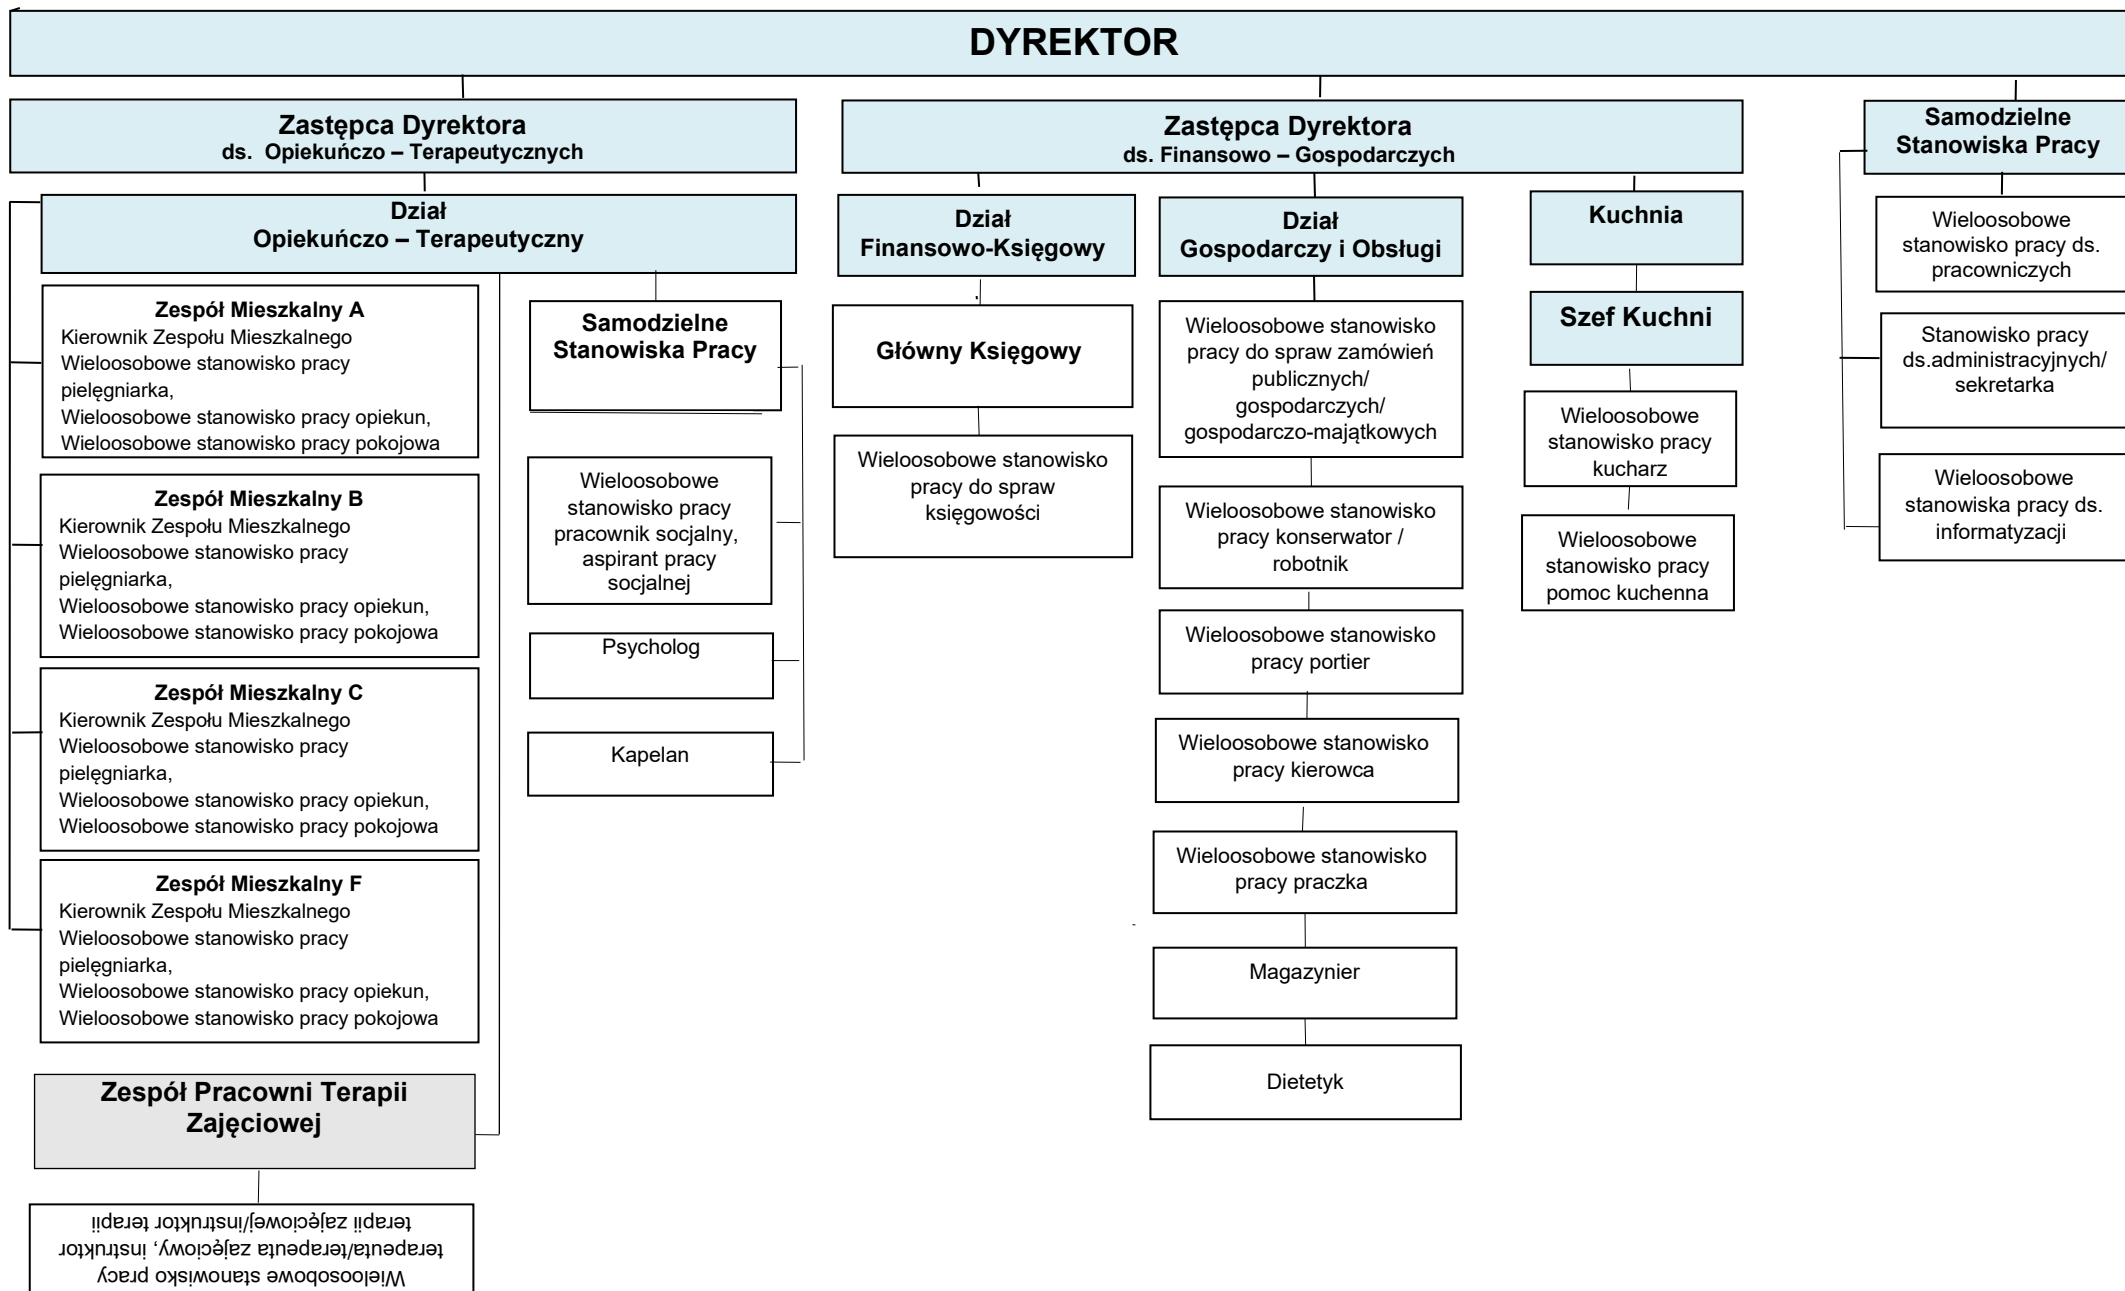 DYREKTOR
Zastępca Dyrektora
ds. Opiekuńczo – Terapeutycznych
Dział
Opiekuńczo – Terapeutyczny
Zespół Mieszkalny A
Kierownik Zespołu Mieszkalnego
Wieloosobowe stanowisko pracy
pielęgniarka,
Wieloosobowe stanowisko pracy opiekun,
Wieloosobowe stanowisko pracy pokojowa
Zespół Mieszkalny B
Kierownik Zespołu Mieszkalnego
Wieloosobowe stanowisko pracy
pielęgniarka,
Wieloosobowe stanowisko pracy opiekun,
Wieloosobowe stanowisko pracy pokojowa
Zespół Mieszkalny C
Kierownik Zespołu Mieszkalnego
Wieloosobowe stanowisko pracy
pielęgniarka,
Wieloosobowe stanowisko pracy opiekun,
Wieloosobowe stanowisko pracy pokojowa
Zespół Mieszkalny F
Kierownik Zespołu Mieszkalnego
Wieloosobowe stanowisko pracy
pielęgniarka,
Wieloosobowe stanowisko pracy opiekun,
Wieloosobowe stanowisko pracy pokojowa
Zespół Pracowni Terapii
Zajęciowej
Wieloosobowe stanowisko pracy
terapeuta/terapeuta zajęciowy, instruktor
terapii zajęciowej/instruktor terapii
Samodzielne
Stanowiska Pracy
Wieloosobowe
stanowisko pracy
pracownik socjalny,
aspirant pracy
socjalnej
Psycholog
Kapelan
Zastępca Dyrektora
ds. Finansowo – Gospodarczych
Dział
Finansowo-Księgowy
Główny Księgowy
Wieloosobowe stanowisko
pracy do spraw
księgowości
Dział
Gospodarczy i Obsługi
Wieloosobowe stanowisko
pracy do spraw zamówień
publicznych/
gospodarczych/
gospodarczo-majątkowych
Wieloosobowe stanowisko
pracy konserwator /
robotnik
Wieloosobowe stanowisko
pracy portier
Wieloosobowe stanowisko
pracy kierowca
Wieloosobowe stanowisko
pracy praczka
Magazynier
Dietetyk
Kuchnia
Szef Kuchni
Wieloosobowe
stanowisko pracy
kucharz
Wieloosobowe
stanowisko pracy
pomoc kuchenna
Samodzielne
Stanowiska Pracy
Wieloosobowe
stanowisko pracy ds.
pracowniczych
Stanowisko pracy
ds.administracyjnych/
sekretarka
Wieloosobowe
stanowiska pracy ds.
informatyzacji